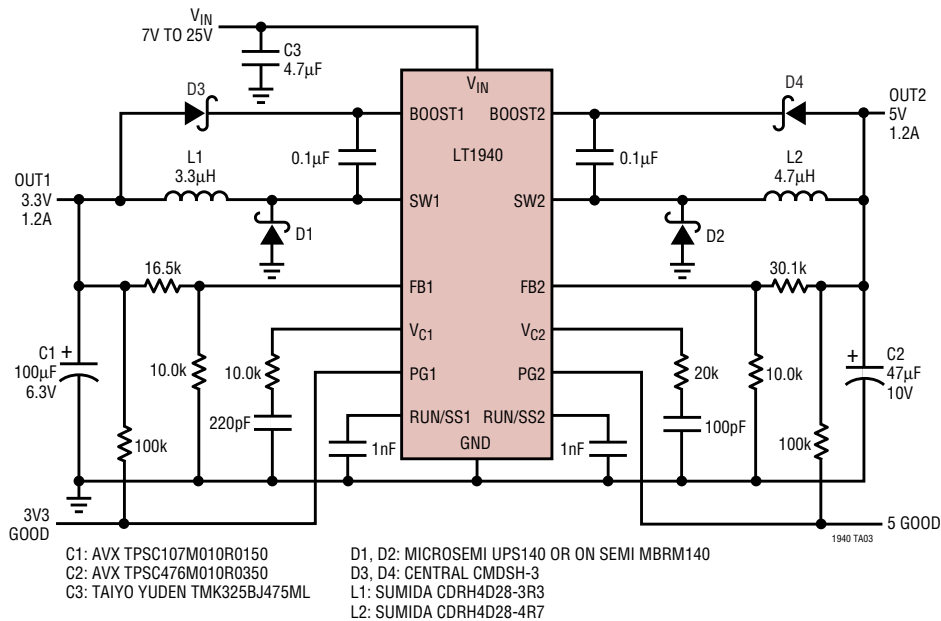 VIN
7V TO 25V
C3
4.7µF
D3
D4
VIN
BOOST1
BOOST2
OUT2
5V
1.2A
LT1940
0.1µF
0.1µF
L1
3.3µH
L2
4.7µH
OUT1
3.3V
1.2A
SW1
SW2
D1
D2
16.5k
30.1k
FB1
FB2
VC1
VC2
C1
100µF
6.3V
+
10.0k
10.0k
PG1
PG2
20k
10.0k
+
C2
47µF
10V
220pF
RUN/SS1
RUN/SS2
100pF
100k
1nF
GND
1nF
100k
3V3
GOOD
5 GOOD
1940 TA03
C1: AVX TPSC107M010R0150
C2: AVX TPSC476M010R0350
C3: TAIYO YUDEN TMK325BJ475ML
D1, D2: MICROSEMI UPS140 OR ON SEMI MBRM140
D3, D4: CENTRAL CMDSH-3
L1: SUMIDA CDRH4D28-3R3
L2: SUMIDA CDRH4D28-4R7